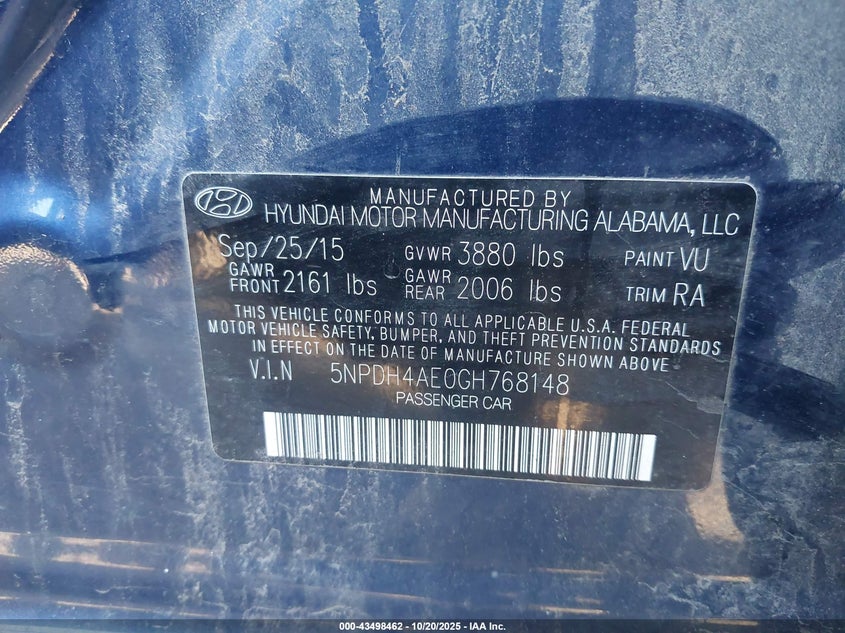 MANUFACTURED BY
HYUNDAI MOTOR MANUFACTURING ALABAMA, LLC
Sep/25/15 GVWR 3880 lbs PAINT VU
GAWR FRONT 2161 lbs GAWR REAR 2006 lbs TRIM RA
THIS VEHICLE CONFORMS TO ALL APPLICABLE U.S.A. FEDERAL
MOTOR VEHICLE SAFETY, BUMPER, AND THEFT PREVENTION STANDARDS
IN EFFECT ON THE DATE OF MANUFACTURE SHOWN ABOVE
V.I.N 5NPDH4AE0GH768148
PASSENGER CAR
000-43498462 - 10/20/2025 - IAA Inc.